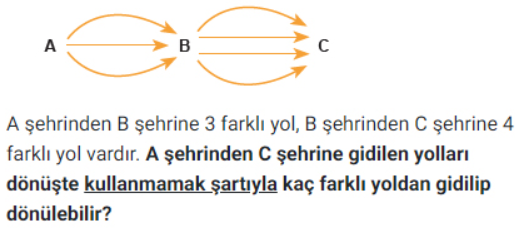 A B C
A şehrinden B şehrine 3 farklı yol, B şehrinden C şehrine 4
farklı yol vardır. A şehrinden C şehrine gidilen yolları
dönüşte kullanmamak şartıyla kaç farklı yoldan gidilip
dönülebilir?